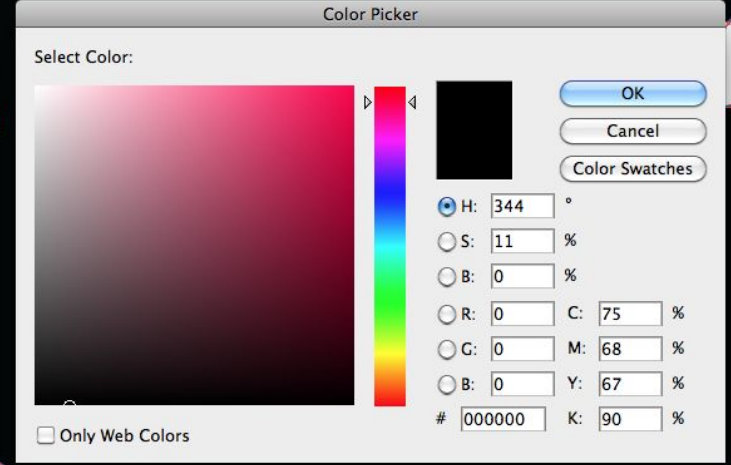 Color Picker
Select Color:
OK
Cancel
Color Swatches
H: 344 °
S: 11 %
B: 0 %
R: 0 C: 75 %
G: 0 M: 68 %
B: 0 Y: 67 %
# 000000 K: 90 %
Only Web Colors